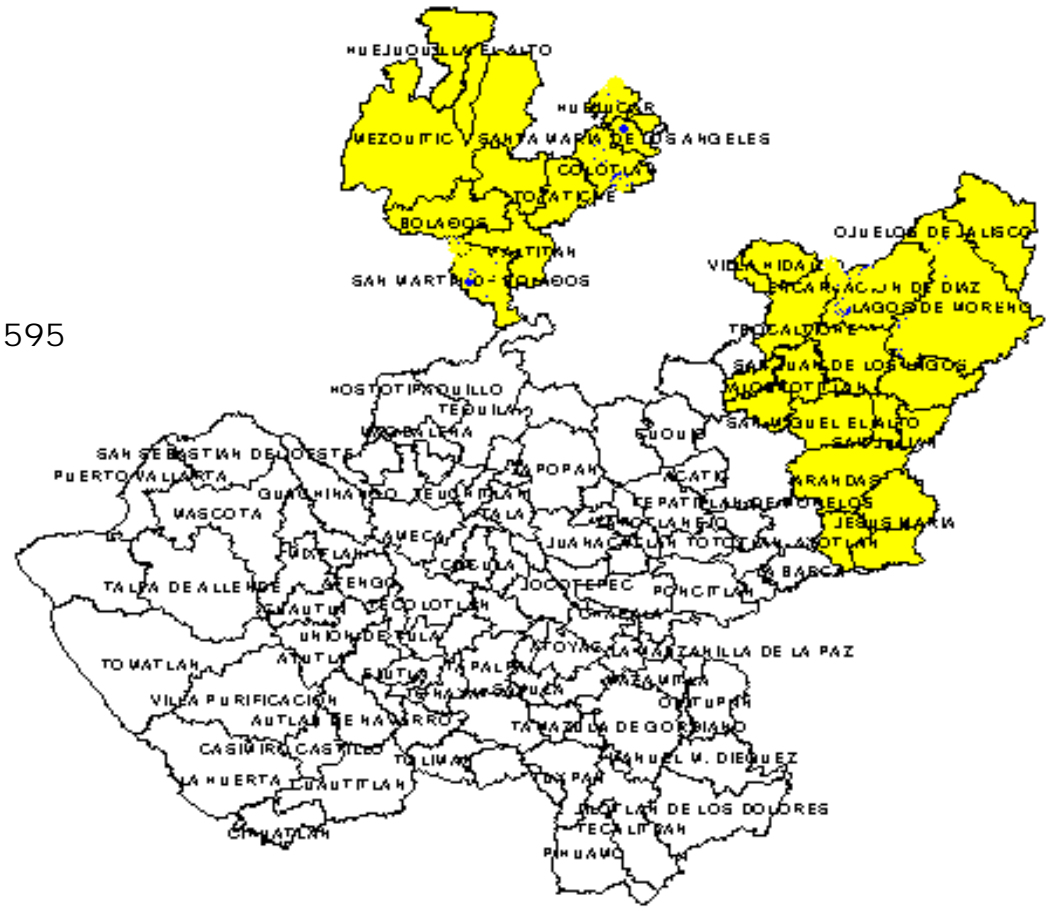 HUEJUQUILLA EL ALTO
HUEJUCAR
MEZQUITIC
SANTA MARIA DE LOS ANGELES
COLOTLAN
TOTATICHE
BOLAÑOS
OJUELOS DE JALISCO
VILLA HIDALGO
SAN MARTIN DE BOLAÑOS
ENCARNACION DE DIAZ
LAGOS DE MORENO
595
TEOCALTICHE
SAN JUAN DE LOS LAGOS
HOSTOTIPAQUILLO
JALOSTOTITLAN
TEQUILA
SAN MIGUEL EL ALTO
MAGDALENA
CUQUIO
SAN JULIAN
SAN SEBASTIAN DEL OESTE
PUERTO VALLARTA
ZAPOPAN
ACATIC
ARANDAS
GUACHINANGO
TEUCHITLAN
TEPATITLAN DE MORELOS
MASCOTA
TALA
ZAPOTLANEJO
JESUS MARIA
AMECA
JUANACATLAN
TOTOTLAN
AYOTLAN
MIXTLAN
COCULA
LA BARCA
TALPA DE ALLENDE
ATENGO
JOCOTEPEC
PONCITLAN
CUAUTLA
TECOLOTLAN
CHAPALA
UNION DE TULA
ATOYAC
LA MANZANILLA DE LA PAZ
TOMATLAN
EJUTLA
TAPALPA
MAZAMITLA
VILLA PURIFICACION
SAYULA
QUITUPAN
AUTLAN DE NAVARRO
TAMAZULA DE GORDIANO
CASIMIRO CASTILLO
TOLIMAN
MANUEL M. DIEGUEZ
LA HUERTA
CUAUTITLAN
TUXPAN
JILOTLAN DE LOS DOLORES
CIHUATLAN
TECALITLAN
PIHUAMO